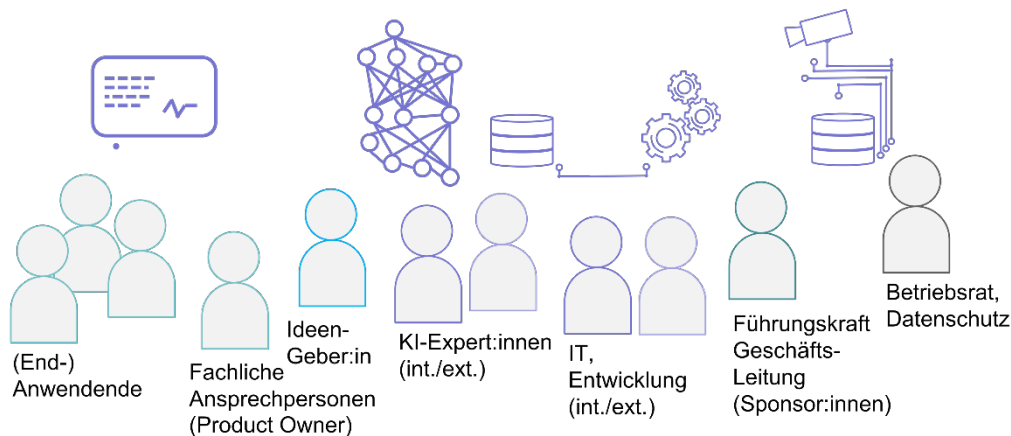 (End-)
Anwendende
Fachliche
Ansprechpersonen
(Product Owner)
Ideen-
Geber:in
KI-Expert:innen
(int./ext.)
IT,
Entwicklung
(int./ext.)
Führungskraft
Geschäfts-
Leitung
(Sponsor:innen)
Betriebsrat,
Datenschutz